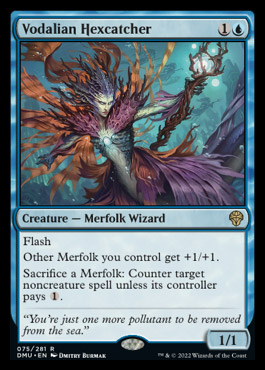 Vodalian Hexcatcher 1
Creature — Merfolk Wizard
Flash
Other Merfolk you control get +1/+1.
Sacrifice a Merfolk: Counter target
noncreature spell unless its controller
pays 1.
“You’re just one more pollutant to be removed
from the sea.”
1/1
075/281 R
DMU • EN Dmitry Burmak
™ & © 2022 Wizards of the Coast